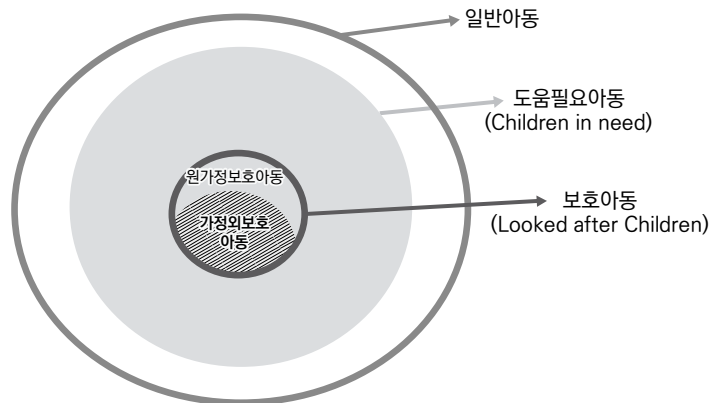 일반아동
도움필요아동
(Children in need)
원가정보호아동
보호아동
(Looked after Children)
가정외보호
아동